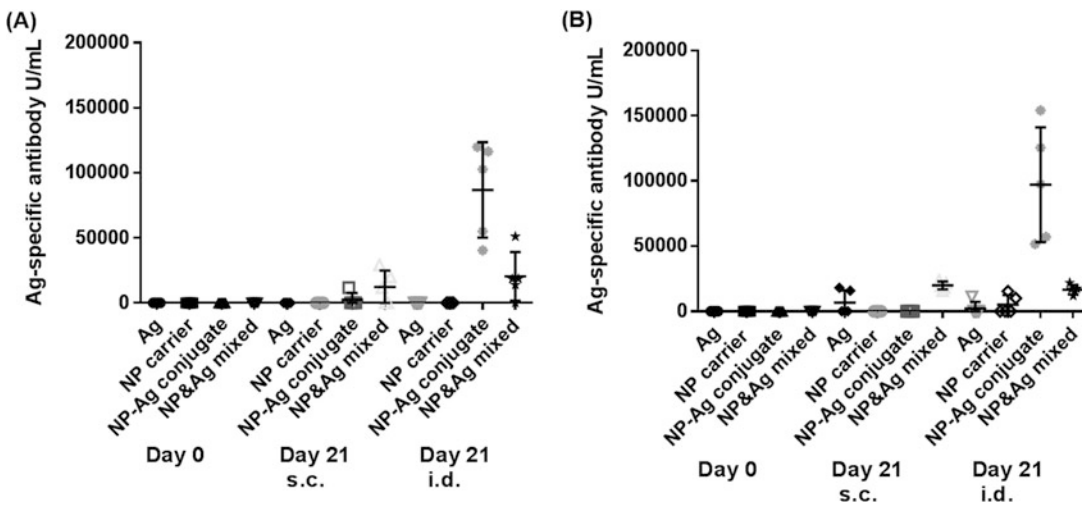 (A)
Ag-specific antibody U/mL
200000
150000
100000
50000
0
Ag
NP carrier
NP-Ag conjugate
NP&Ag mixed
Ag
NP carrier
NP-Ag conjugate
NP&Ag mixed
Ag
NP carrier
NP-Ag conjugate
NP&Ag mixed
Day 0
Day 21
s.c.
Day 21
i.d.
(B)
Ag-specific antibody U/mL
200000
150000
100000
50000
0
Ag
NP carrier
NP-Ag conjugate
NP&Ag mixed
Ag
NP carrier
NP-Ag conjugate
NP&Ag mixed
Ag
NP carrier
NP-Ag conjugate
NP&Ag mixed
Day 0
Day 21
s.c.
Day 21
i.d.